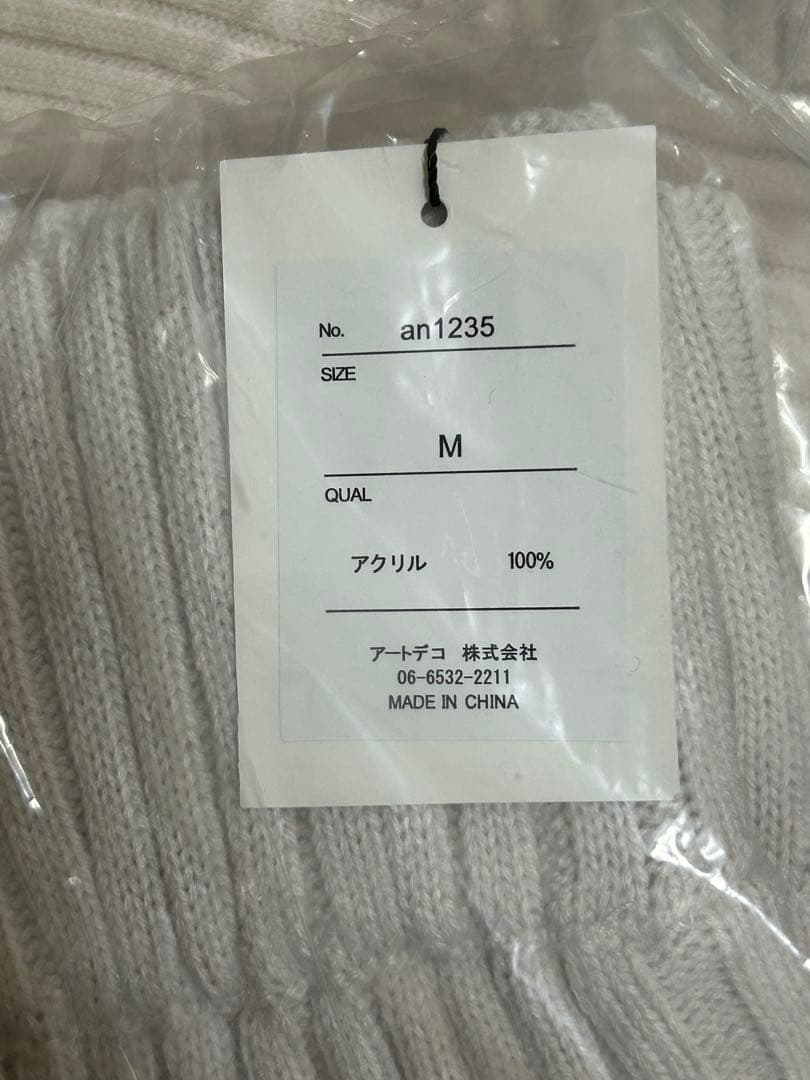 No. an1235
SIZE
M
QUAL
アクリル 100%
アートデコ 株式会社
06-6532-2211
MADE IN CHINA